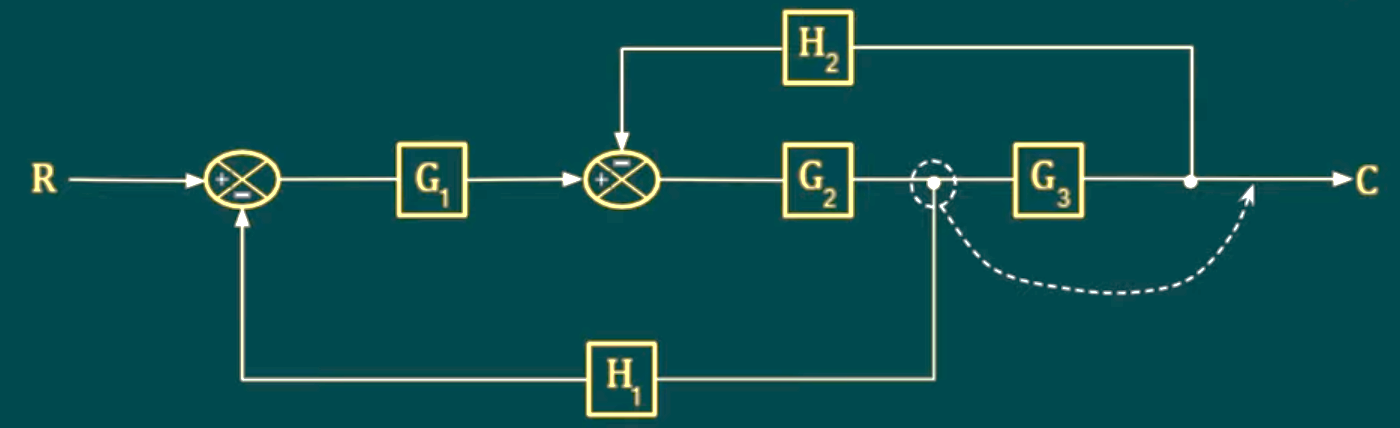 H₂
R + − G₁ + − G₂ G₃ C
H₁